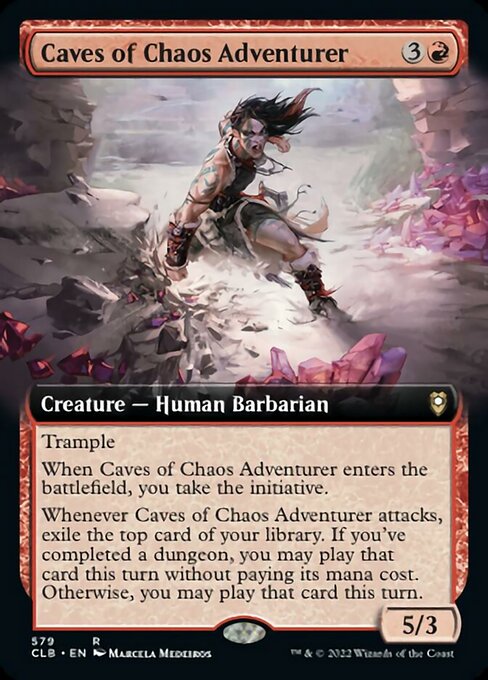 Caves of Chaos Adventurer 3
Creature — Human Barbarian
Trample
When Caves of Chaos Adventurer enters the
battlefield, you take the initiative.
Whenever Caves of Chaos Adventurer attacks,
exile the top card of your library. If you've
completed a dungeon, you may play that
card this turn without paying its mana cost.
Otherwise, you may play that card this turn.
5/3
579 R
CLB • EN Marcela Medeiros
™ & © 2022 Wizards of the Coast